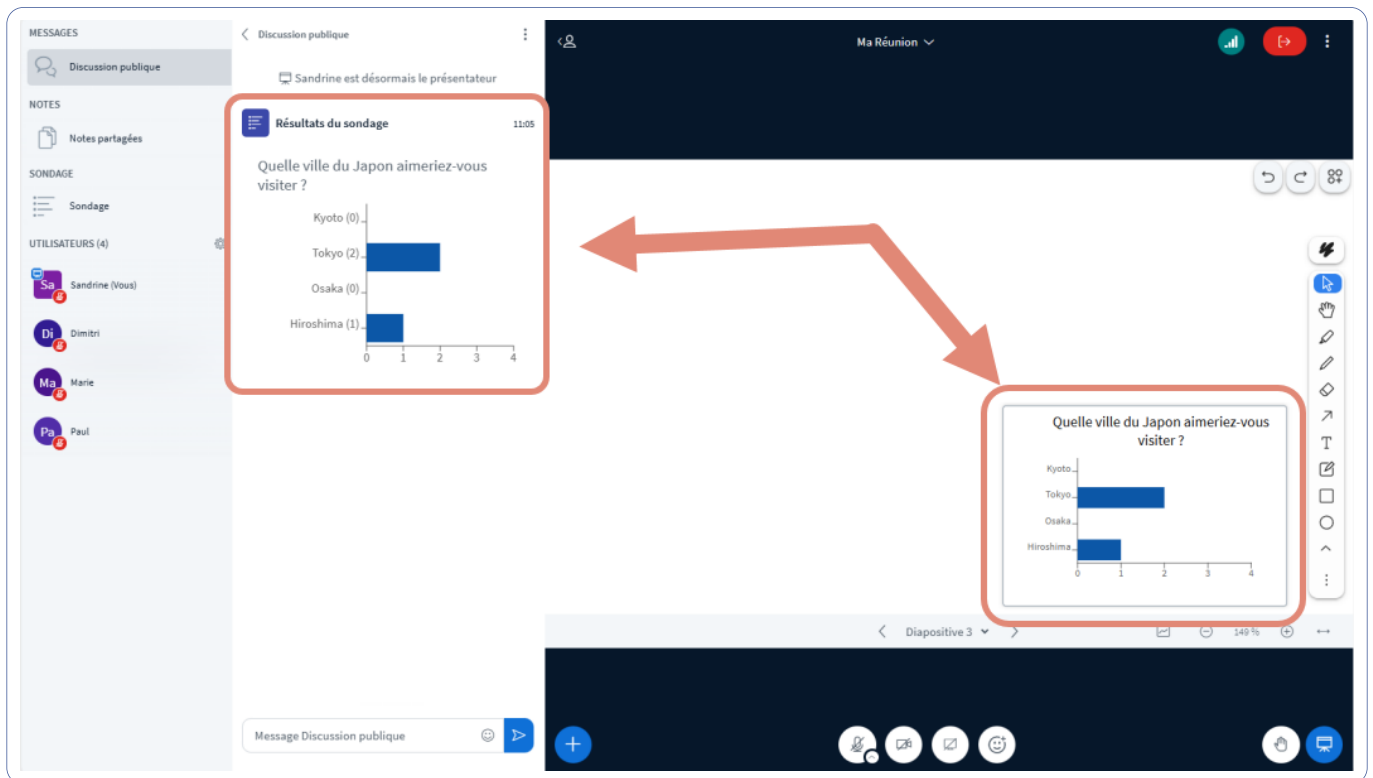 MESSAGES
Discussion publique
NOTES
Notes partagées
SONDAGE
Sondage
UTILISATEURS (4)
Sa
Sandrine (Vous)
Di
Dimitri
Ma
Marie
Pa
Paul
Discussion publique
Sandrine est désormais le présentateur
Résultats du sondage
11:05
Quelle ville du Japon aimeriez-vous
visiter ?
Kyoto (0)
Tokyo (2)
Osaka (0)
Hiroshima (1)
0 1 2 3 4
Message Discussion publique
Ma Réunion
Quelle ville du Japon aimeriez-vous
visiter ?
Kyoto
Tokyo
Osaka
Hiroshima
0 1 2 3 4
T
Diapositive 3
149 %